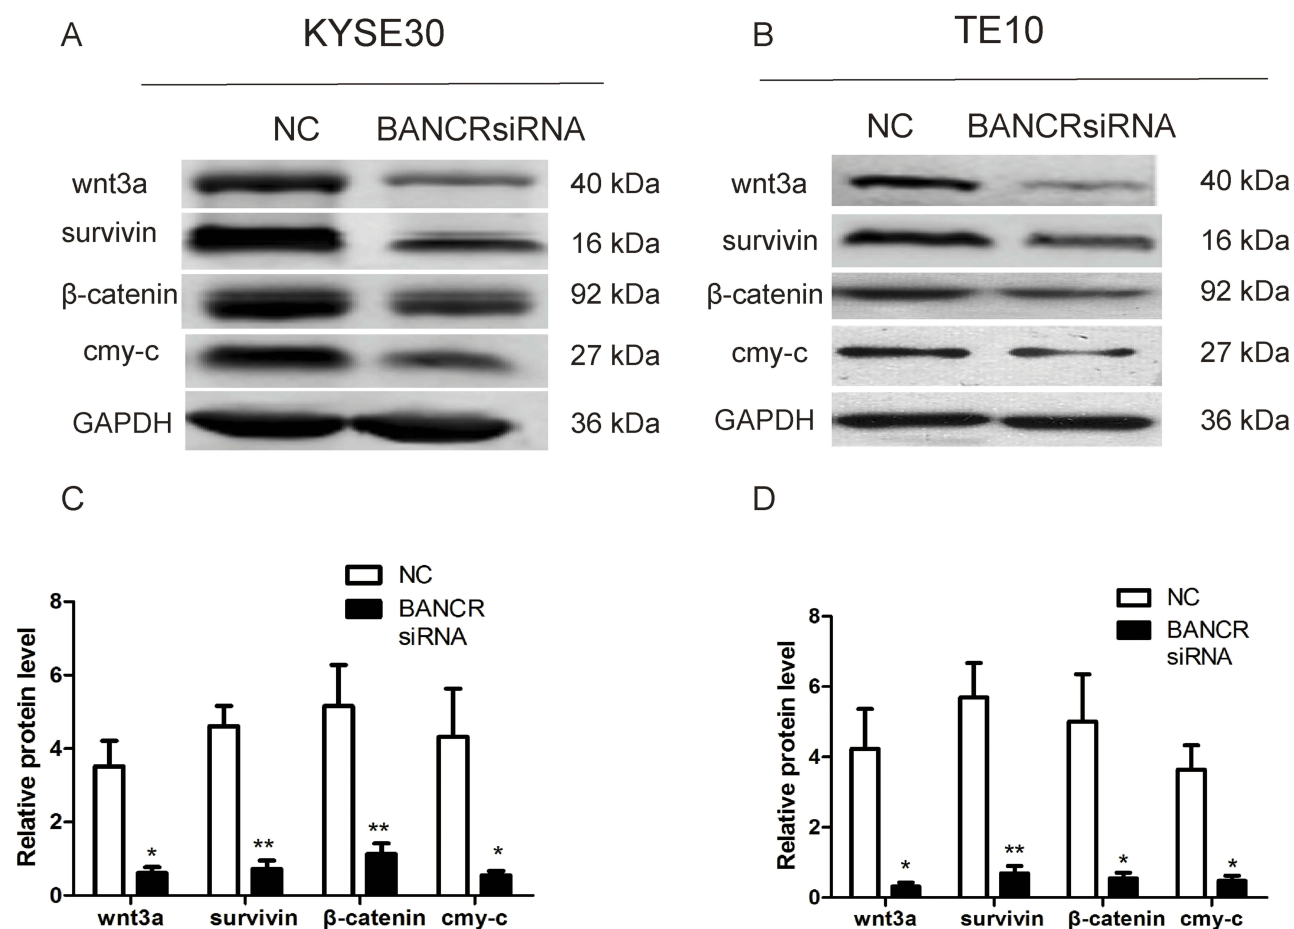 A
KYSE30
NC BANCRsiRNA
wnt3a 40 kDa
survivin 16 kDa
β-catenin 92 kDa
cmy-c 27 kDa
GAPDH 36 kDa
B
TE10
NC BANCRsiRNA
wnt3a 40 kDa
survivin 16 kDa
β-catenin 92 kDa
cmy-c 27 kDa
GAPDH 36 kDa
C
NC
BANCR
siRNA
Relative protein level
8
6
4
2
0
* ** ** *
wnt3a survivin β-catenin cmy-c
D
NC
BANCR
siRNA
Relative protein level
8
6
4
2
0
* ** * *
wnt3a survivin β-catenin cmy-c